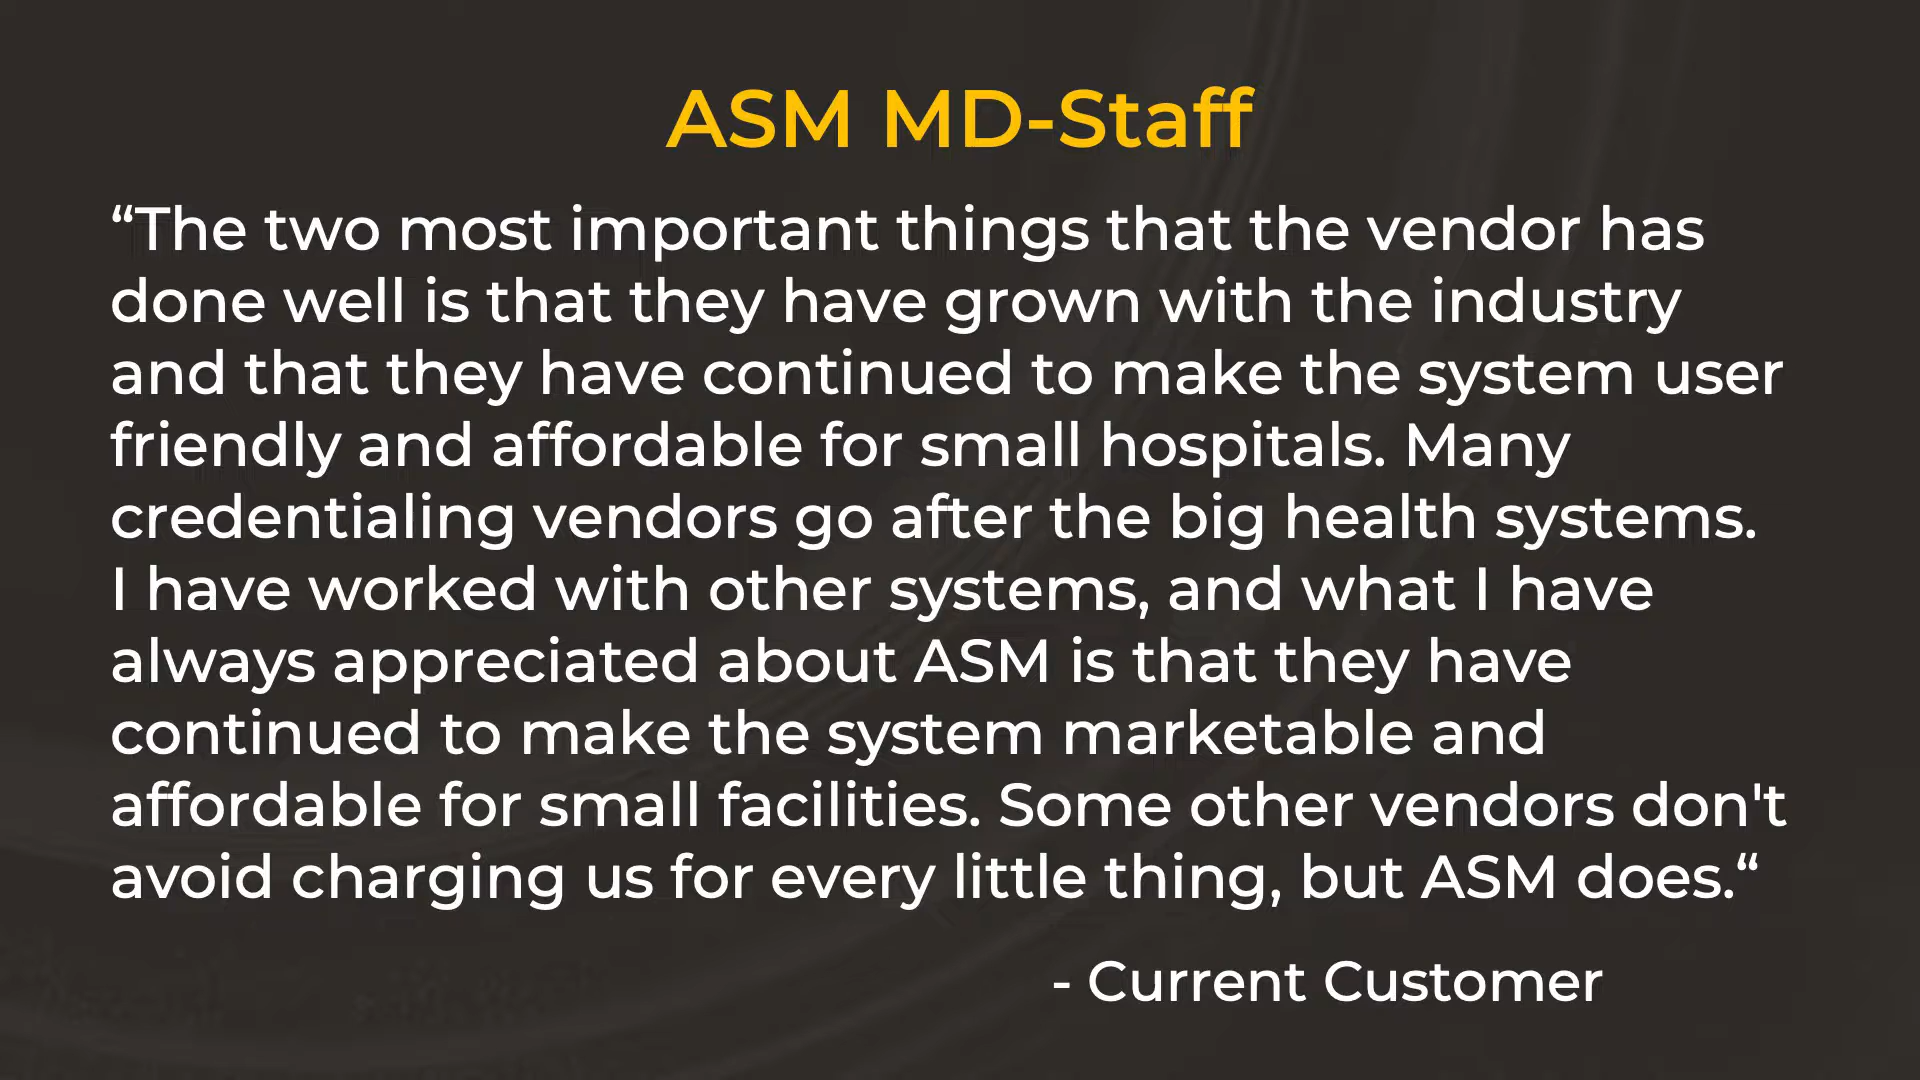 ASM MD-Staff
“The two most important things that the vendor has
done well is that they have grown with the industry
and that they have continued to make the system user
friendly and affordable for small hospitals. Many
credentialing vendors go after the big health systems.
I have worked with other systems, and what I have
always appreciated about ASM is that they have
continued to make the system marketable and
affordable for small facilities. Some other vendors don't
avoid charging us for every little thing, but ASM does.“
- Current Customer